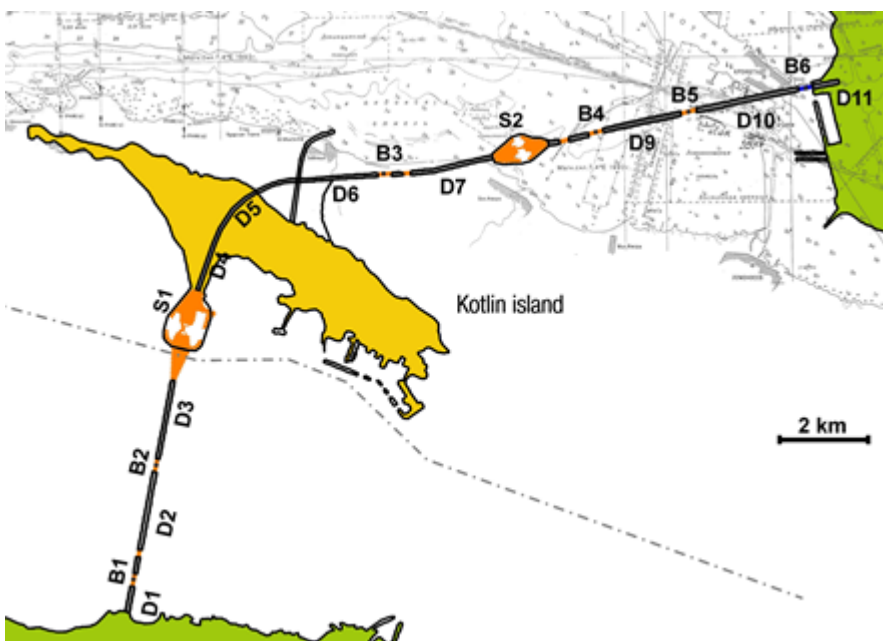 B6
D11
S2
B5
B4
D10
D9
B3
D7
D6
D5
D4
S1
Kotlin island
2 km
D3
B2
D2
B1
D1